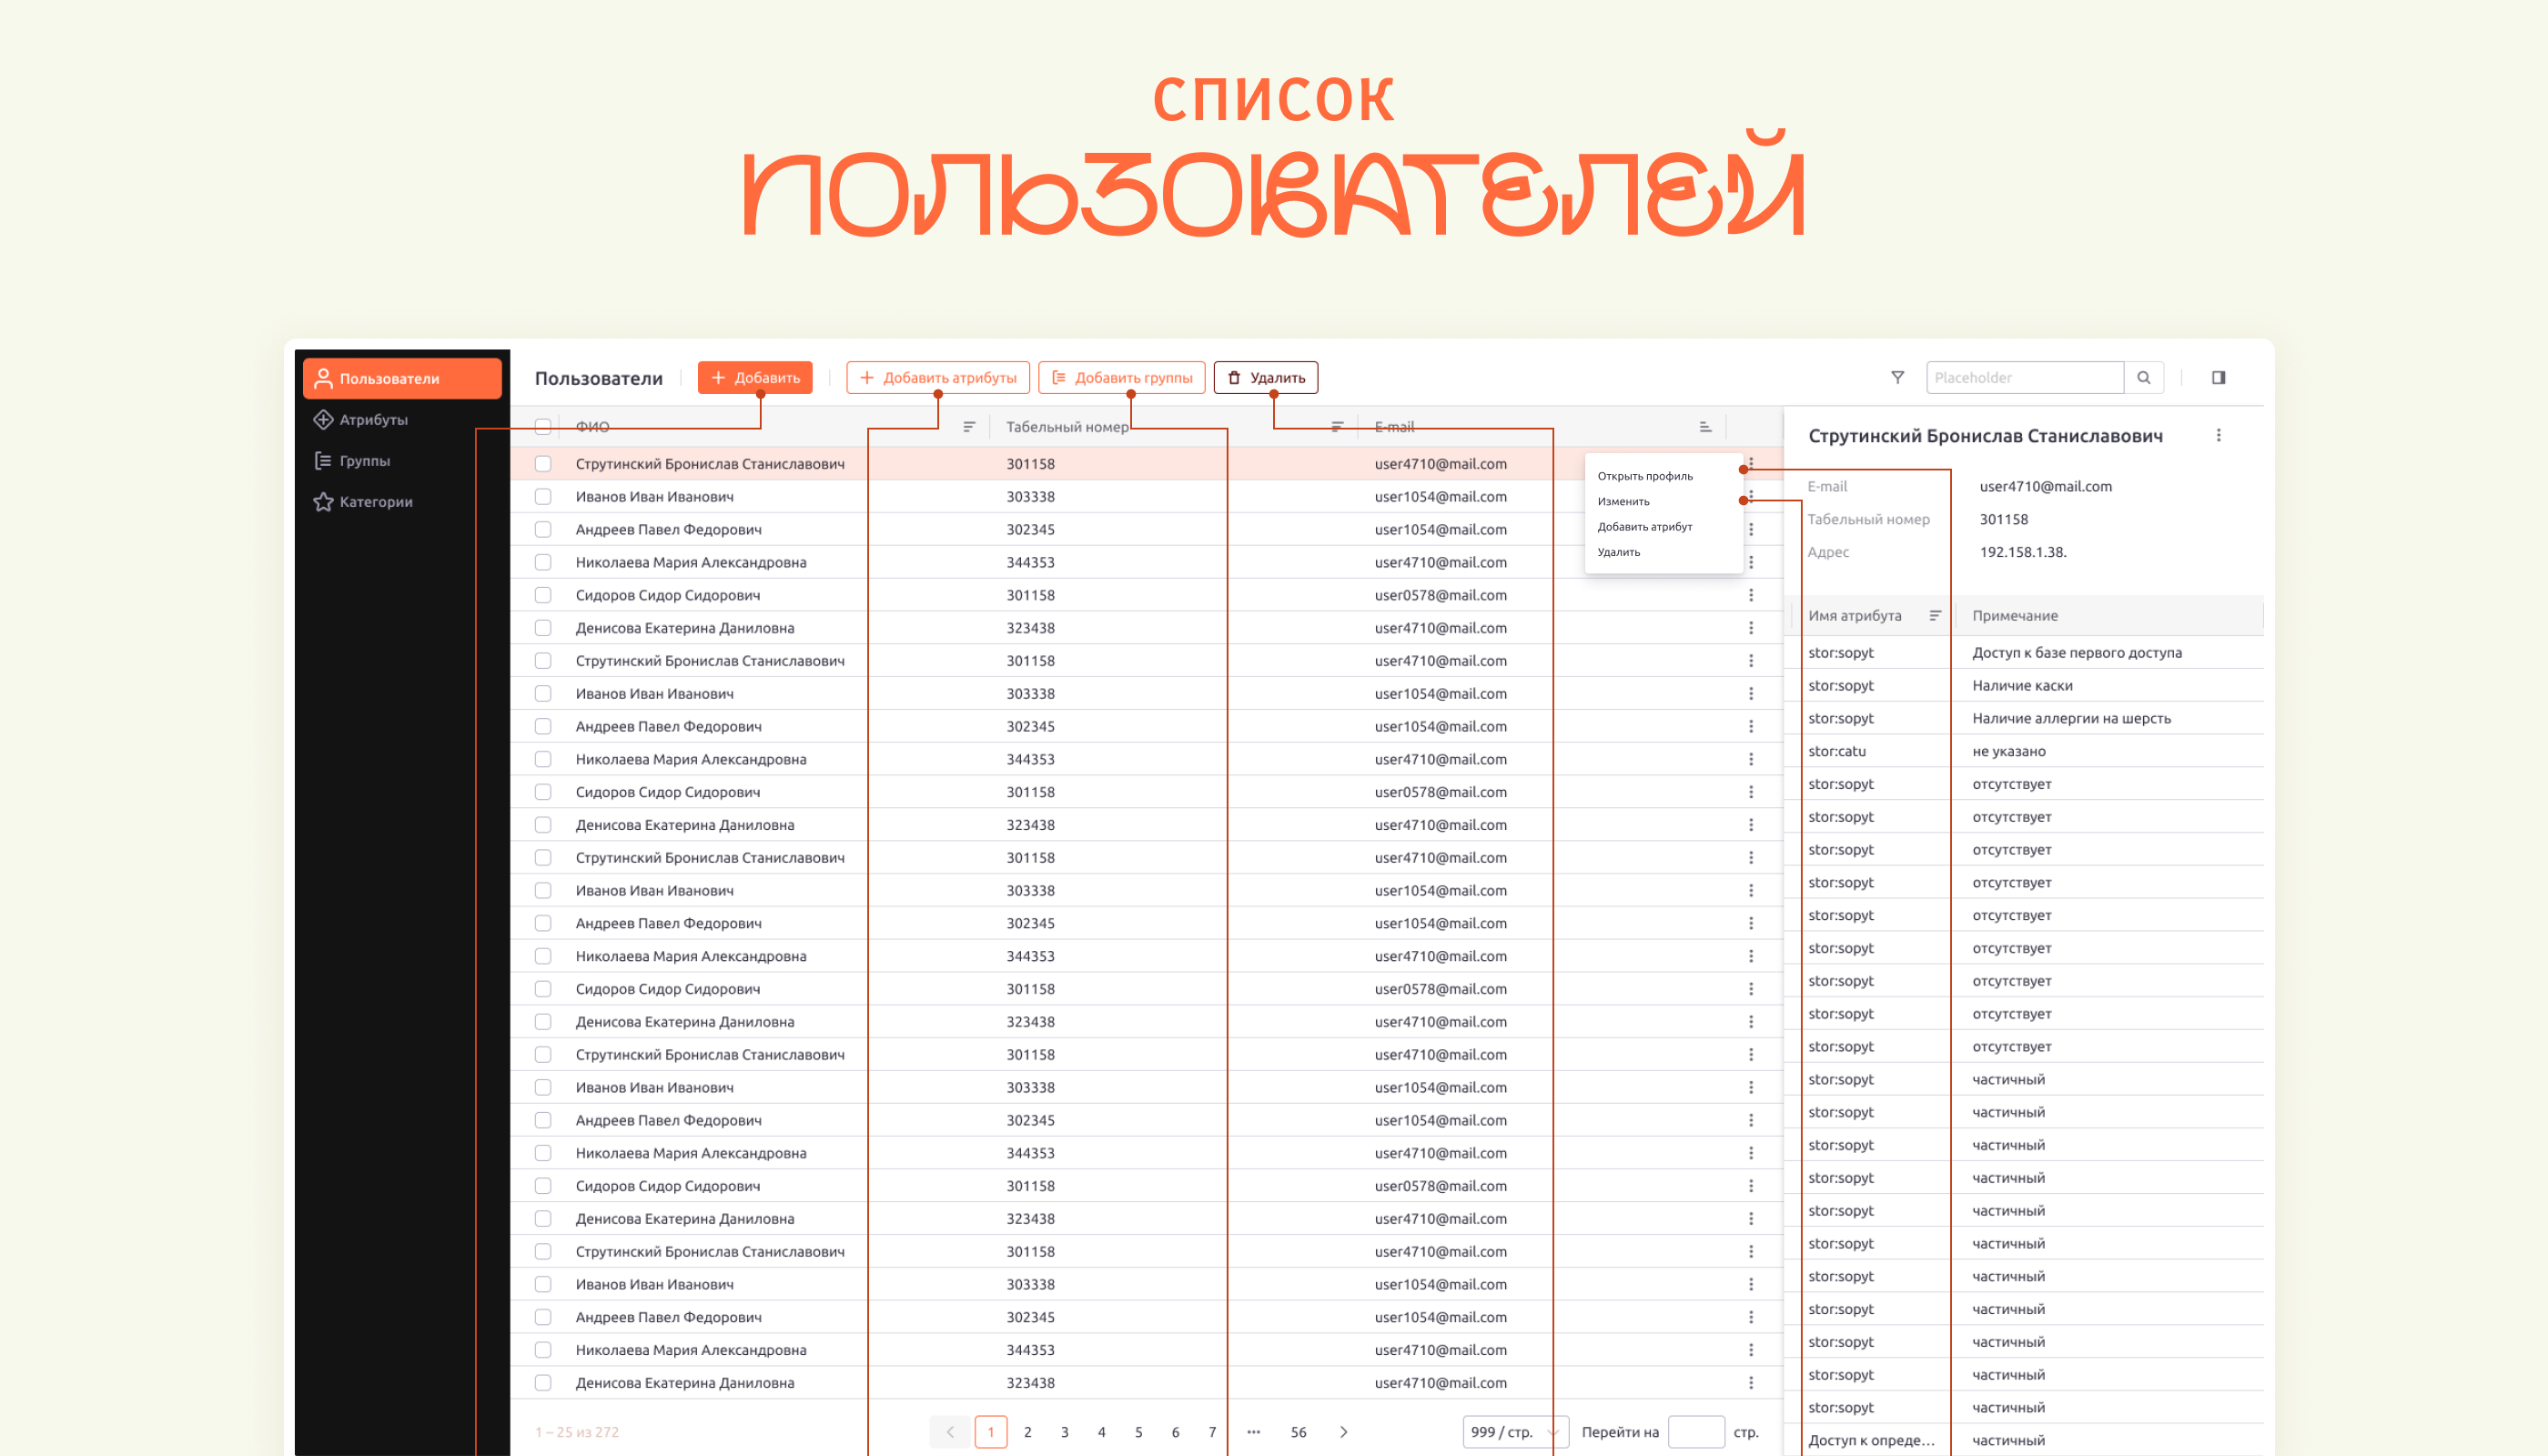 список
ПОЛЬЗОВАТЕЛЕЙ
Пользователи
Атрибуты
Группы
Категории
Пользователи
Добавить
Добавить атрибуты
Добавить группы
Удалить
Placeholder
ФИО Табельный номер E-mail
Струтинский Бронислав Станиславович 301158 user4710@mail.com
Иванов Иван Иванович 303338 user1054@mail.com
Андреев Павел Федорович 302345 user1054@mail.com
Николаева Мария Александровна 344353 user4710@mail.com
Сидоров Сидор Сидорович 301158 user0578@mail.com
Денисова Екатерина Даниловна 323438 user4710@mail.com
Струтинский Бронислав Станиславович 301158 user4710@mail.com
Иванов Иван Иванович 303338 user1054@mail.com
Андреев Павел Федорович 302345 user1054@mail.com
Николаева Мария Александровна 344353 user4710@mail.com
Сидоров Сидор Сидорович 301158 user0578@mail.com
Денисова Екатерина Даниловна 323438 user4710@mail.com
Струтинский Бронислав Станиславович 301158 user4710@mail.com
Иванов Иван Иванович 303338 user1054@mail.com
Андреев Павел Федорович 302345 user1054@mail.com
Николаева Мария Александровна 344353 user4710@mail.com
Сидоров Сидор Сидорович 301158 user0578@mail.com
Денисова Екатерина Даниловна 323438 user4710@mail.com
Струтинский Бронислав Станиславович 301158 user4710@mail.com
Иванов Иван Иванович 303338 user1054@mail.com
Андреев Павел Федорович 302345 user1054@mail.com
Николаева Мария Александровна 344353 user4710@mail.com
Сидоров Сидор Сидорович 301158 user0578@mail.com
Денисова Екатерина Даниловна 323438 user4710@mail.com
Струтинский Бронислав Станиславович 301158 user4710@mail.com
Иванов Иван Иванович 303338 user1054@mail.com
Андреев Павел Федорович 302345 user1054@mail.com
Николаева Мария Александровна 344353 user4710@mail.com
Денисова Екатерина Даниловна 323438 user4710@mail.com
1 – 25 из 272
1 2 3 4 5 6 7 ••• 56
999 / стр.
Перейти на стр.
Открыть профиль
Изменить
Добавить атрибут
Удалить
Струтинский Бронислав Станиславович
E-mail user4710@mail.com
Табельный номер 301158
Адрес 192.158.1.38.
Имя атрибута Примечание
stor:sopyt Доступ к базе первого доступа
stor:sopyt Наличие каски
stor:sopyt Наличие аллергии на шерсть
stor:catu не указано
stor:sopyt отсутствует
stor:sopyt отсутствует
stor:sopyt отсутствует
stor:sopyt отсутствует
stor:sopyt отсутствует
stor:sopyt отсутствует
stor:sopyt отсутствует
stor:sopyt отсутствует
stor:sopyt отсутствует
stor:sopyt частичный
stor:sopyt частичный
stor:sopyt частичный
stor:sopyt частичный
stor:sopyt частичный
stor:sopyt частичный
stor:sopyt частичный
stor:sopyt частичный
stor:sopyt частичный
stor:sopyt частичный
stor:sopyt частичный
Доступ к опреде... частичный